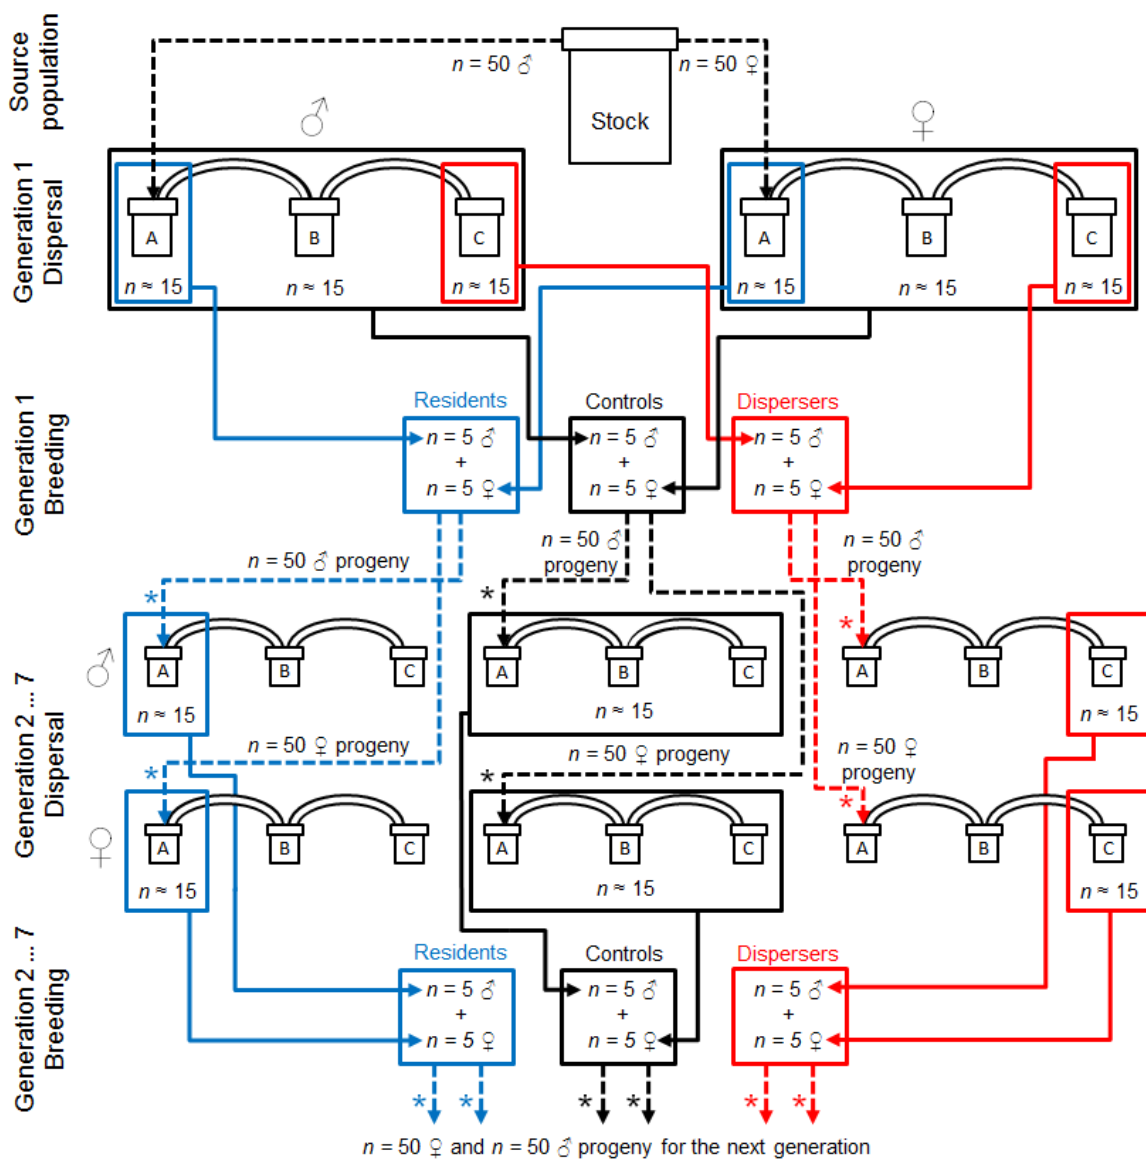 Source
population
n = 50 ♂
n = 50 ♀
Stock
♂
♀
Generation 1
Dispersal
A
B
C
n ≈ 15
n ≈ 15
n ≈ 15
A
B
C
n ≈ 15
n ≈ 15
n ≈ 15
Generation 1
Breeding
Residents
n = 5 ♂
+
n = 5 ♀
Controls
n = 5 ♂
+
n = 5 ♀
Dispersers
n = 5 ♂
+
n = 5 ♀
n = 50 ♂ progeny
n = 50 ♂
progeny
n = 50 ♂
progeny
*
*
*
Generation 2 ... 7
Dispersal
♂
A
B
C
n ≈ 15
A
B
C
n ≈ 15
A
B
C
n ≈ 15
n = 50 ♀ progeny
n = 50 ♀ progeny
n = 50 ♀
progeny
*
*
*
♀
A
B
C
n ≈ 15
A
B
C
n ≈ 15
A
B
C
n ≈ 15
Generation 2 ... 7
Breeding
Residents
n = 5 ♂
+
n = 5 ♀
Controls
n = 5 ♂
+
n = 5 ♀
Dispersers
n = 5 ♂
+
n = 5 ♀
* * * * * *
n = 50 ♀ and n = 50 ♂ progeny for the next generation